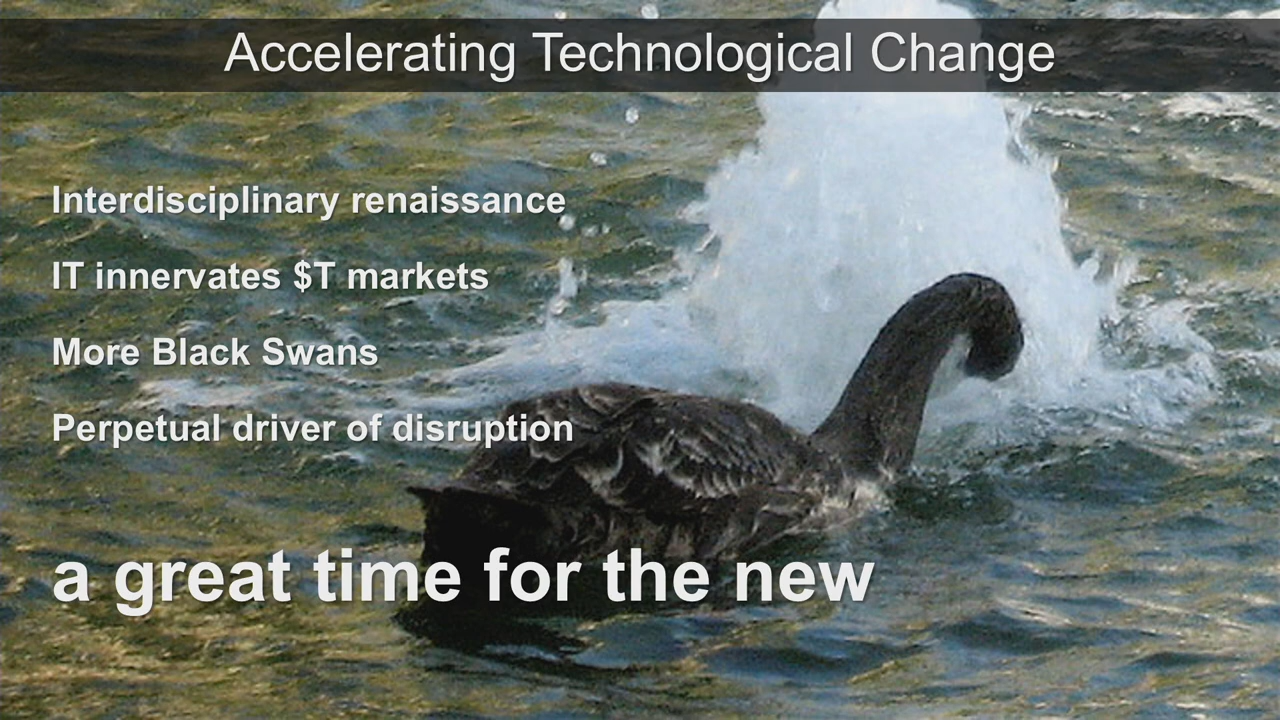 Accelerating Technological Change
Interdisciplinary renaissance
IT innervates $T markets
More Black Swans
Perpetual driver of disruption
a great time for the new